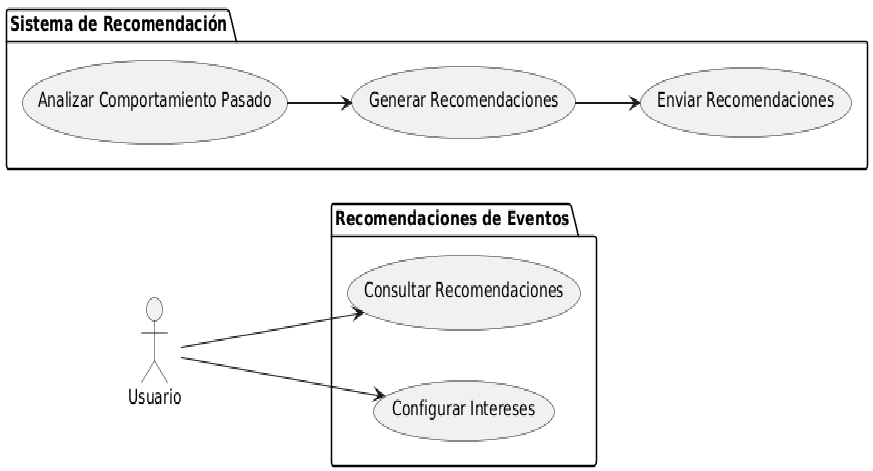 Sistema de Recomendación
Analizar Comportamiento Pasado
Generar Recomendaciones
Enviar Recomendaciones
Recomendaciones de Eventos
Consultar Recomendaciones
Usuario
Configurar Intereses